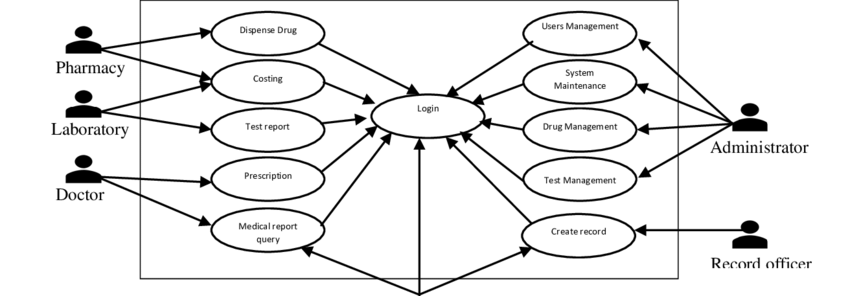 Dispense Drug
Users Management
Pharmacy
Costing
System
Maintenance
Login
Laboratory
Test report
Drug Management
Administrator
Doctor
Prescription
Test Management
Medical report
query
Create record
Record officer